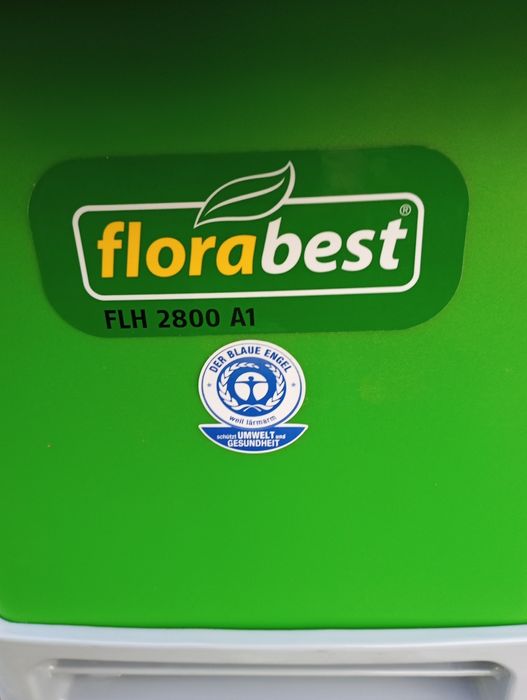 florabest®
FLH 2800 A1
DER BLAUE ENGEL
weil lärmarm
schützt UMWELT und
GESUNDHEIT